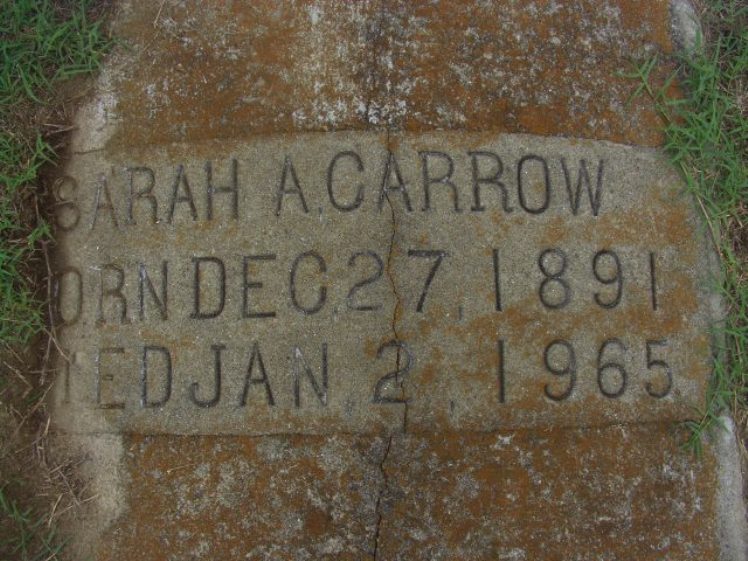 SARAH A. CARROW
ORN DEC. 27, 1891
IED JAN. 2, 1965